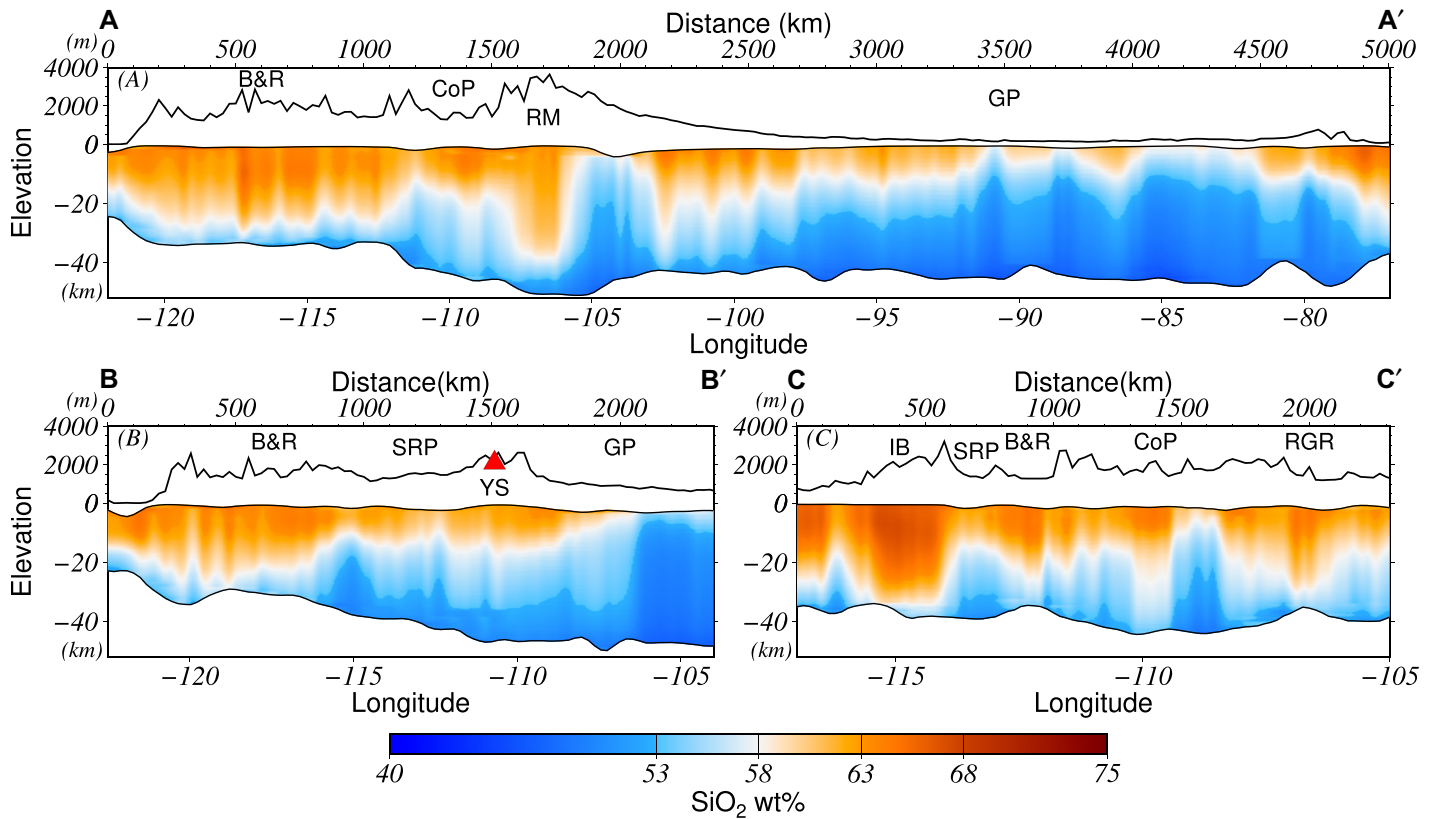 A Distance (km) A′
(m) 0 500 1000 1500 2000 2500 3000 3500 4000 4500 5000
4000 (A) B&R CoP GP
2000 RM
0
Elevation
−20
−40
(km)
−120 −115 −110 −105 −100 −95 −90 −85 −80
Longitude
B Distance(km) B′
(m) 0 500 1000 1500 2000
4000 (B) B&R SRP GP
2000 YS
0
Elevation
−20
−40
(km)
−120 −115 −110 −105
Longitude
C Distance(km) C′
(m) 0 500 1000 1500 2000
4000 (C) IB SRP B&R CoP RGR
2000
0
−20
−40
(km)
−115 −110 −105
Longitude
40 53 58 63 68 75
SiO₂ wt%